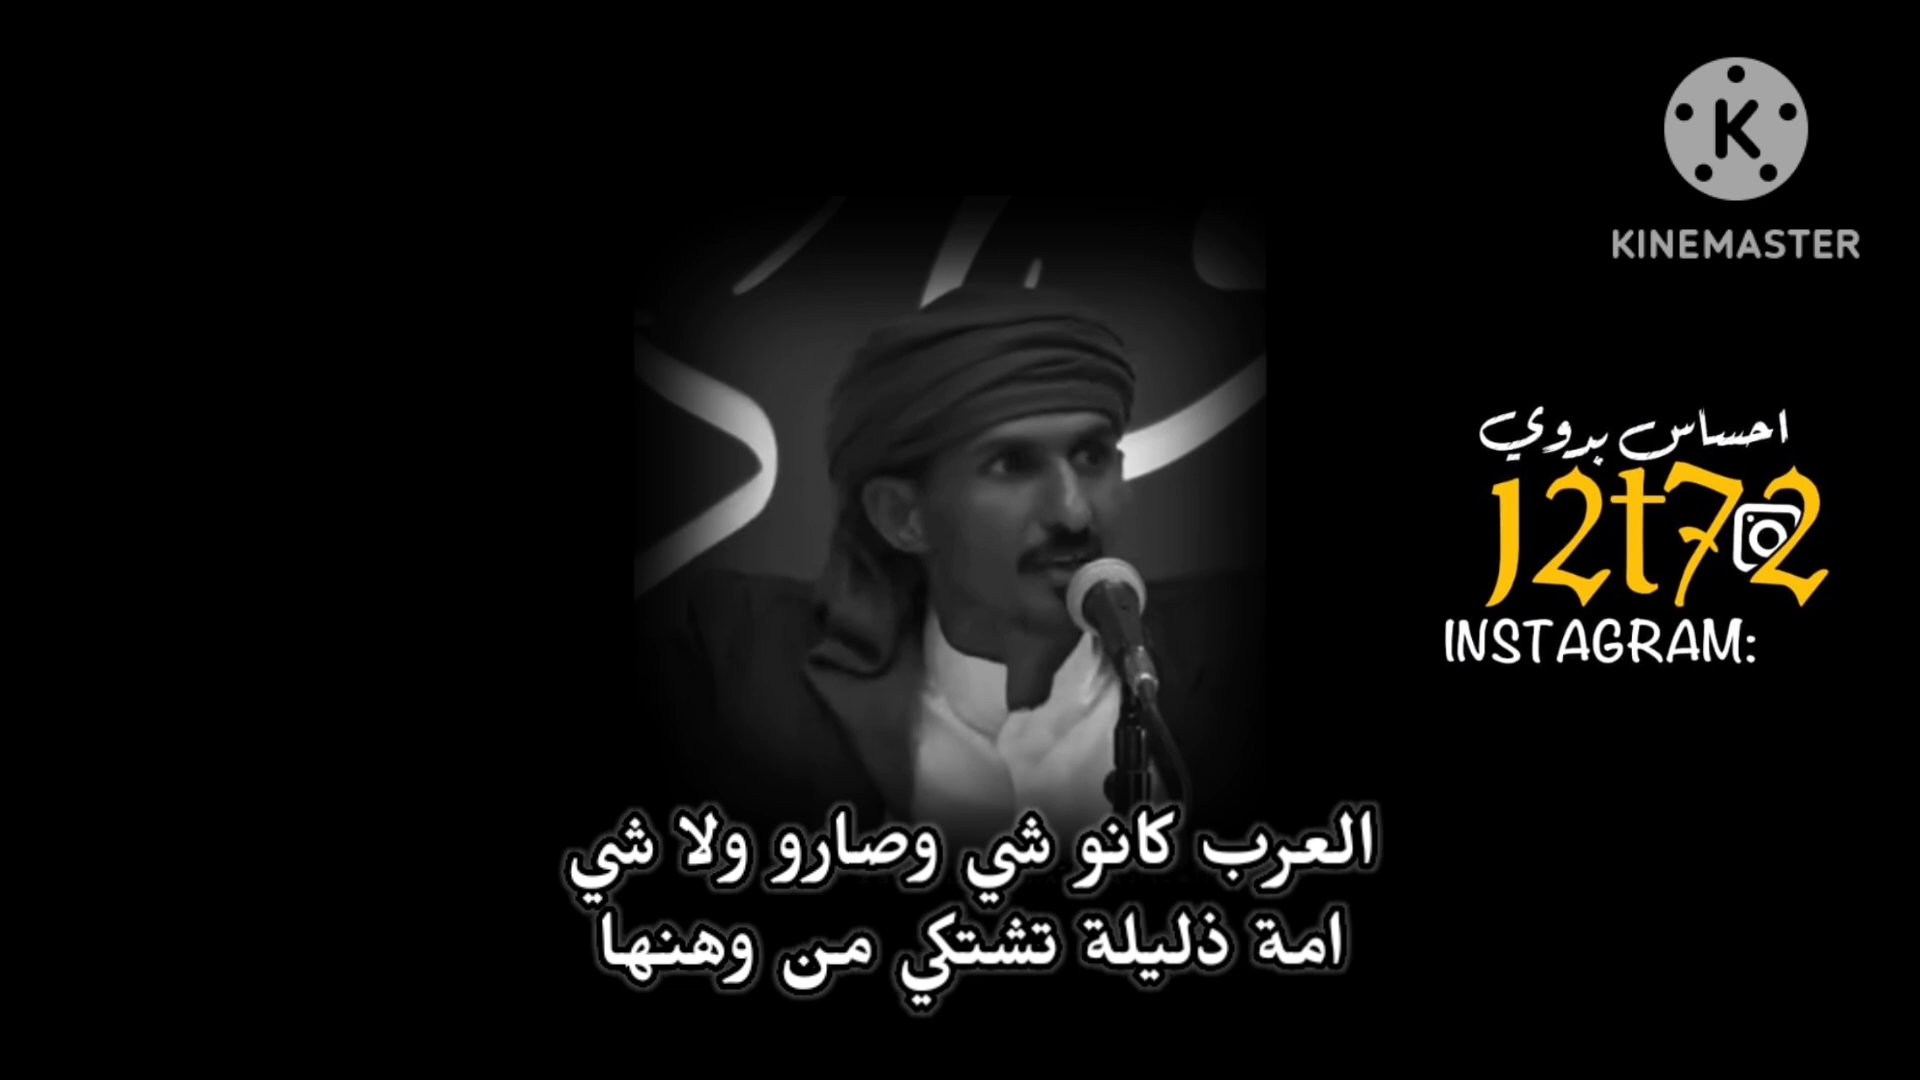 KINEMASTER
احساس بدوي
J2t72
INSTAGRAM:
العرب كانو شي وصارو ولا شي
امة ذليلة تشتكي من وهنها